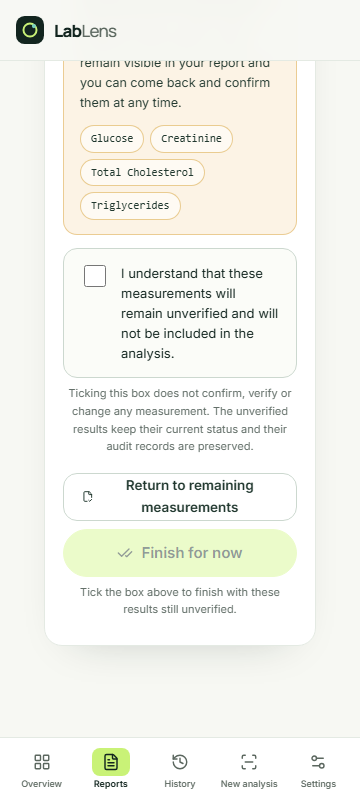 LabLens
remain visible in your report and
you can come back and confirm
them at any time.
Glucose
Creatinine
Total Cholesterol
Triglycerides
I understand that these
measurements will
remain unverified and will
not be included in the
analysis.
Ticking this box does not confirm, verify or
change any measurement. The unverified
results keep their current status and their
audit records are preserved.
Return to remaining
measurements
Finish for now
Tick the box above to finish with these
results still unverified.
Overview
Reports
History
New analysis
Settings